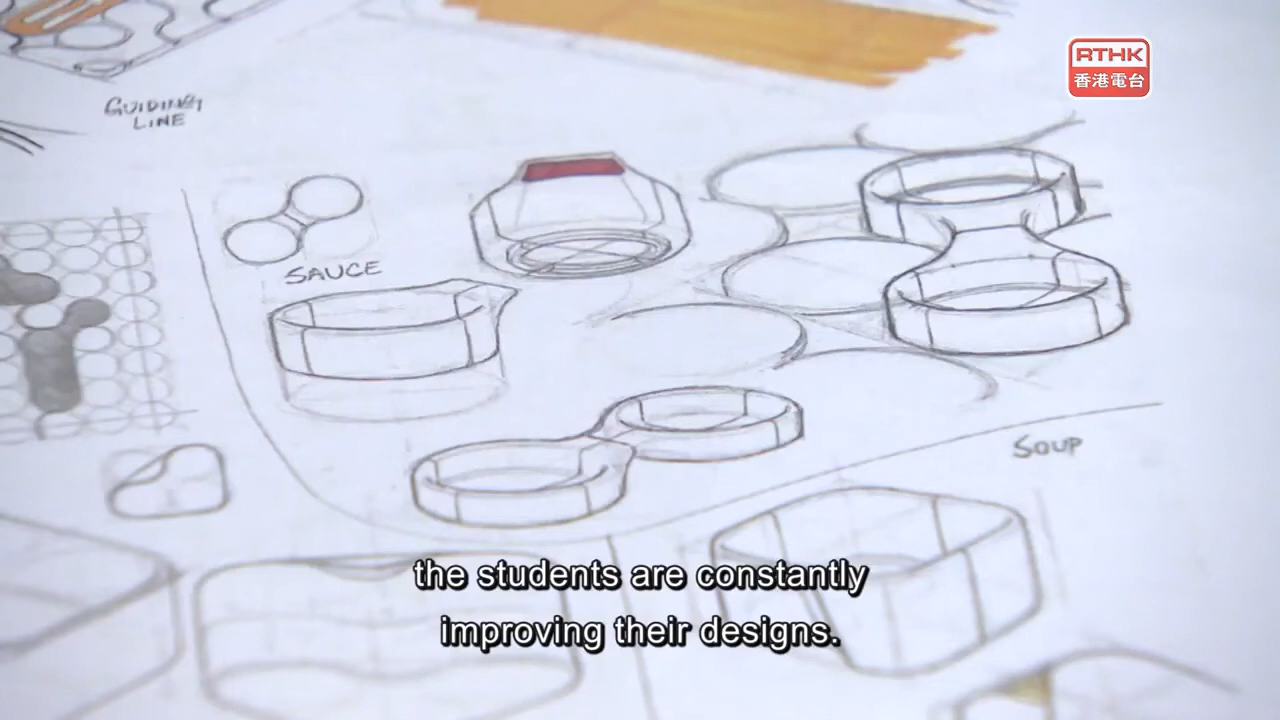 RTHK
香港電台
GUIDING
LINE
SAUCE
SOUP
the students are constantly
improving their designs.